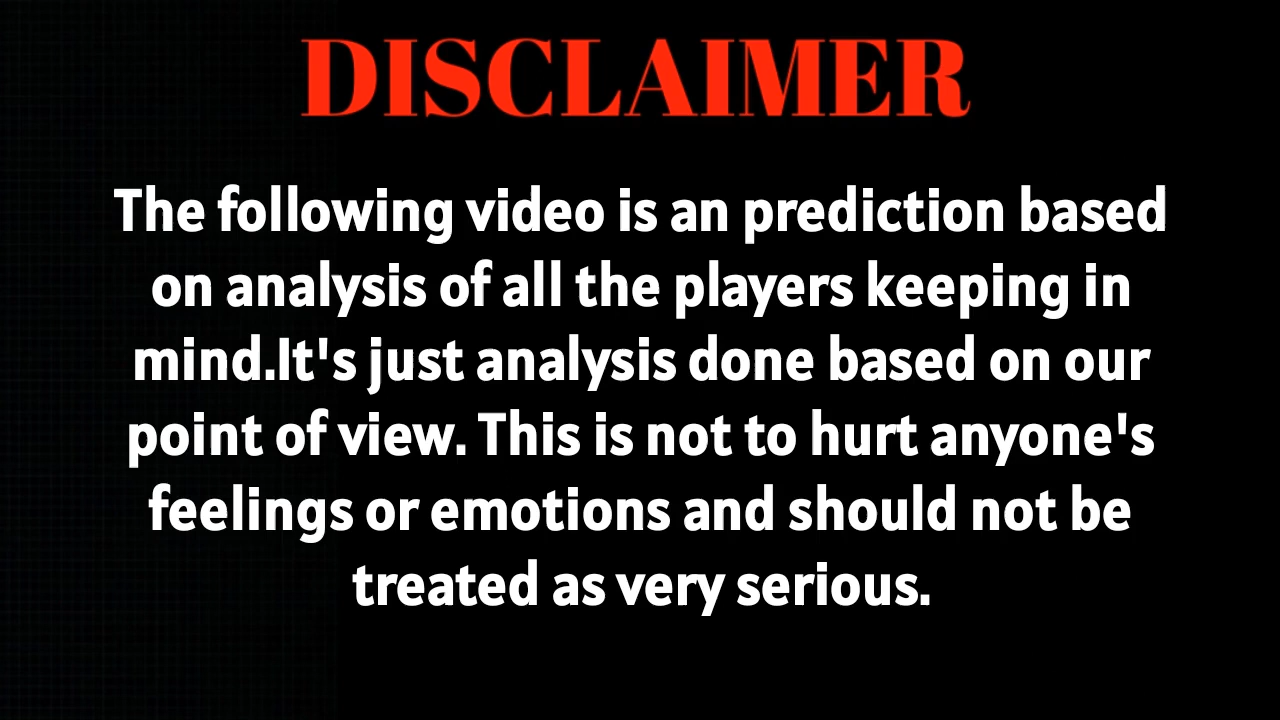 DISCLAIMER
The following video is an prediction based
on analysis of all the players keeping in
mind.It's just analysis done based on our
point of view. This is not to hurt anyone's
feelings or emotions and should not be
treated as very serious.